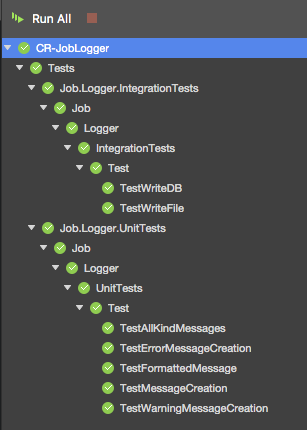 Run All
CR-JobLogger
Tests
Job.Logger.IntegrationTests
Job
Logger
IntegrationTests
Test
TestWriteDB
TestWriteFile
Job.Logger.UnitTests
Job
Logger
UnitTests
Test
TestAllKindMessages
TestErrorMessageCreation
TestFormattedMessage
TestMessageCreation
TestWarningMessageCreation